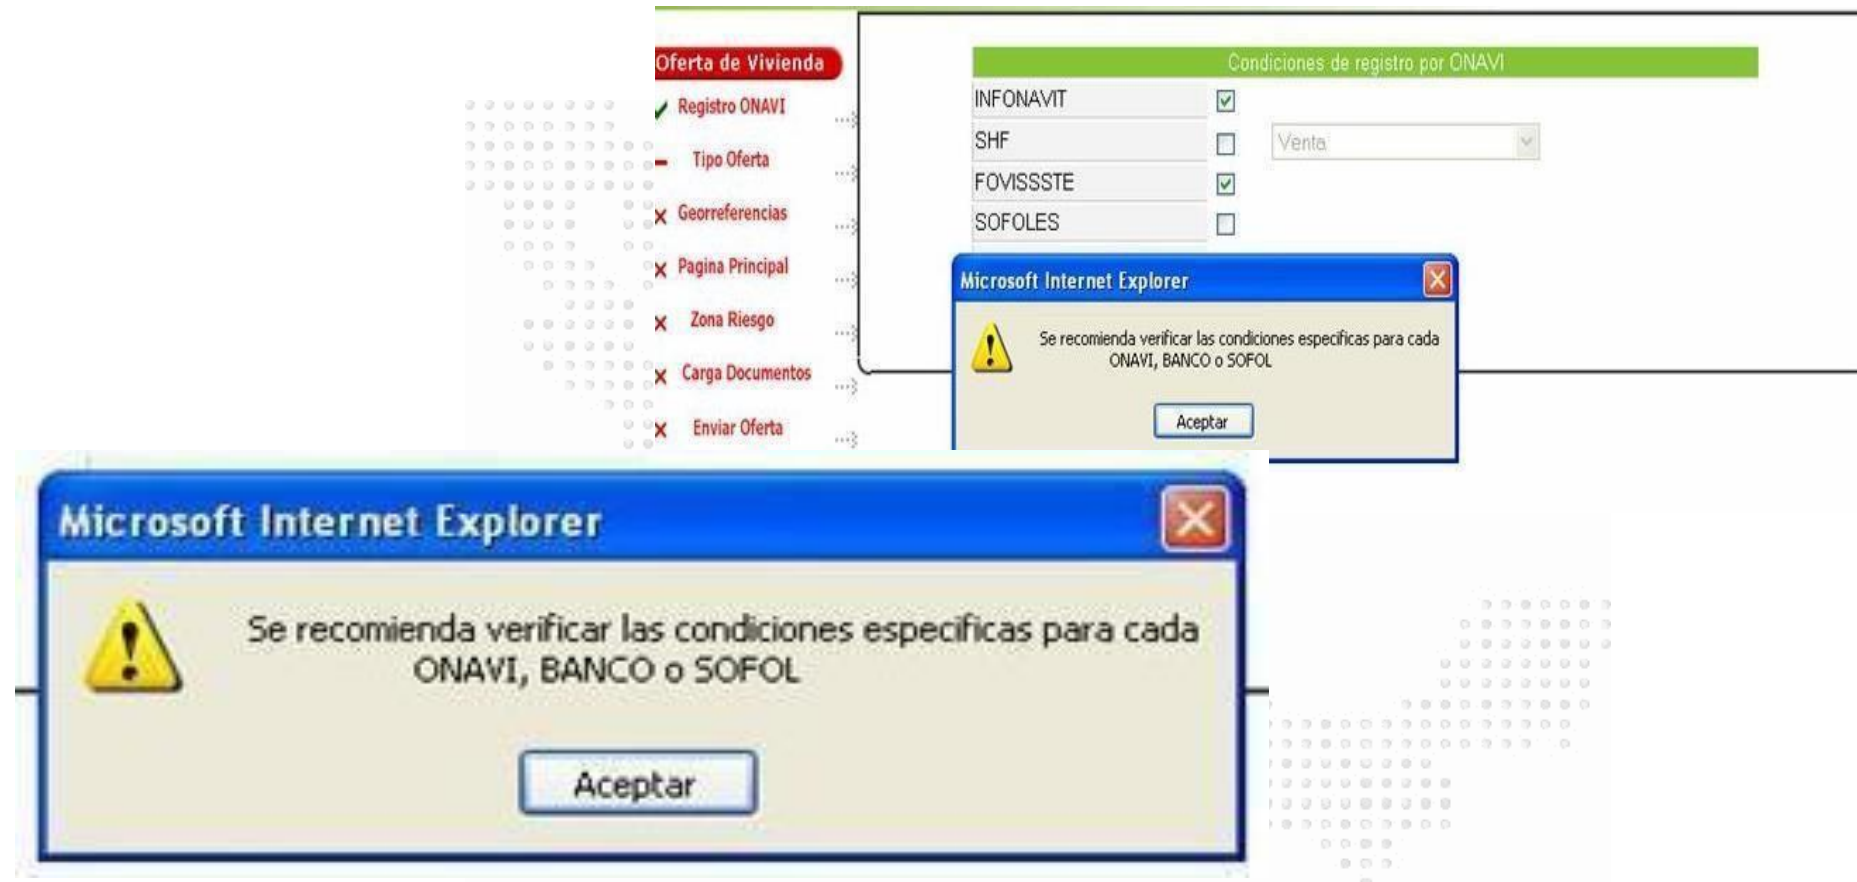 Oferta de Vivienda
Registro ONAVI
Tipo Oferta
Georreferencias
Pagina Principal
Zona Riesgo
Carga Documentos
Enviar Oferta
Condiciones de registro por ONAVI
INFONAVIT
SHF
Venta
FOVISSSTE
SOFOLES
Microsoft Internet Explorer
Se recomienda verificar las condiciones especificas para cada
ONAVI, BANCO o SOFOL
Aceptar
Microsoft Internet Explorer
Se recomienda verificar las condiciones especificas para cada
ONAVI, BANCO o SOFOL
Aceptar